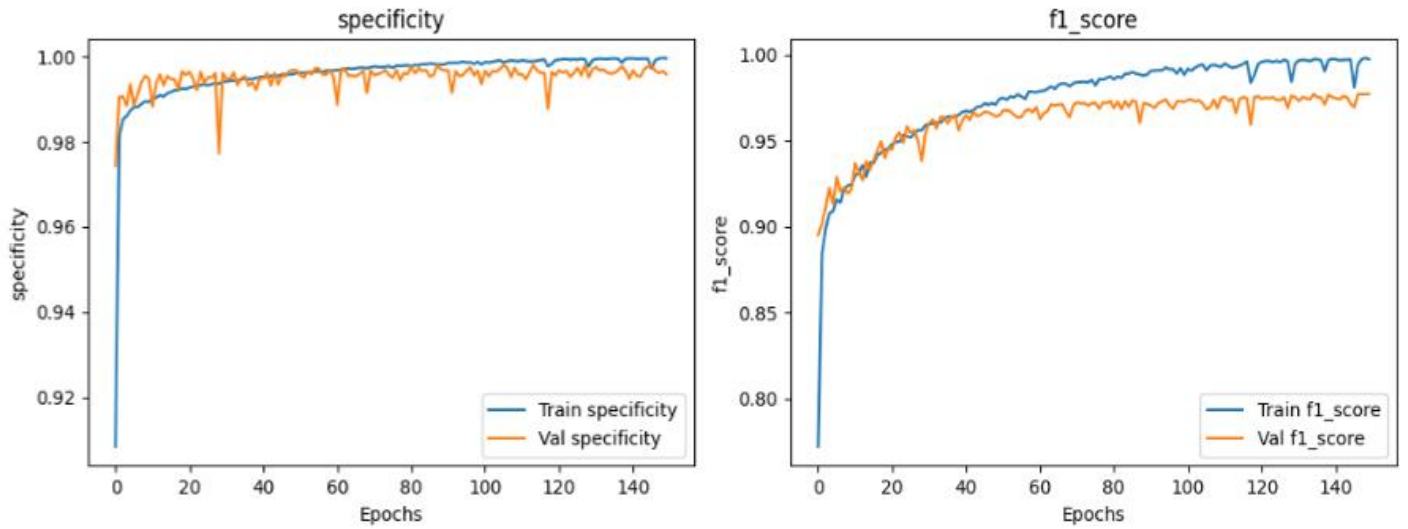 specificity
1.00
0.98
0.96
0.94
0.92
specificity
0 20 40 60 80 100 120 140
Epochs
Train specificity
Val specificity
f1_score
1.00
0.95
0.90
0.85
0.80
f1_score
0 20 40 60 80 100 120 140
Epochs
Train f1_score
Val f1_score